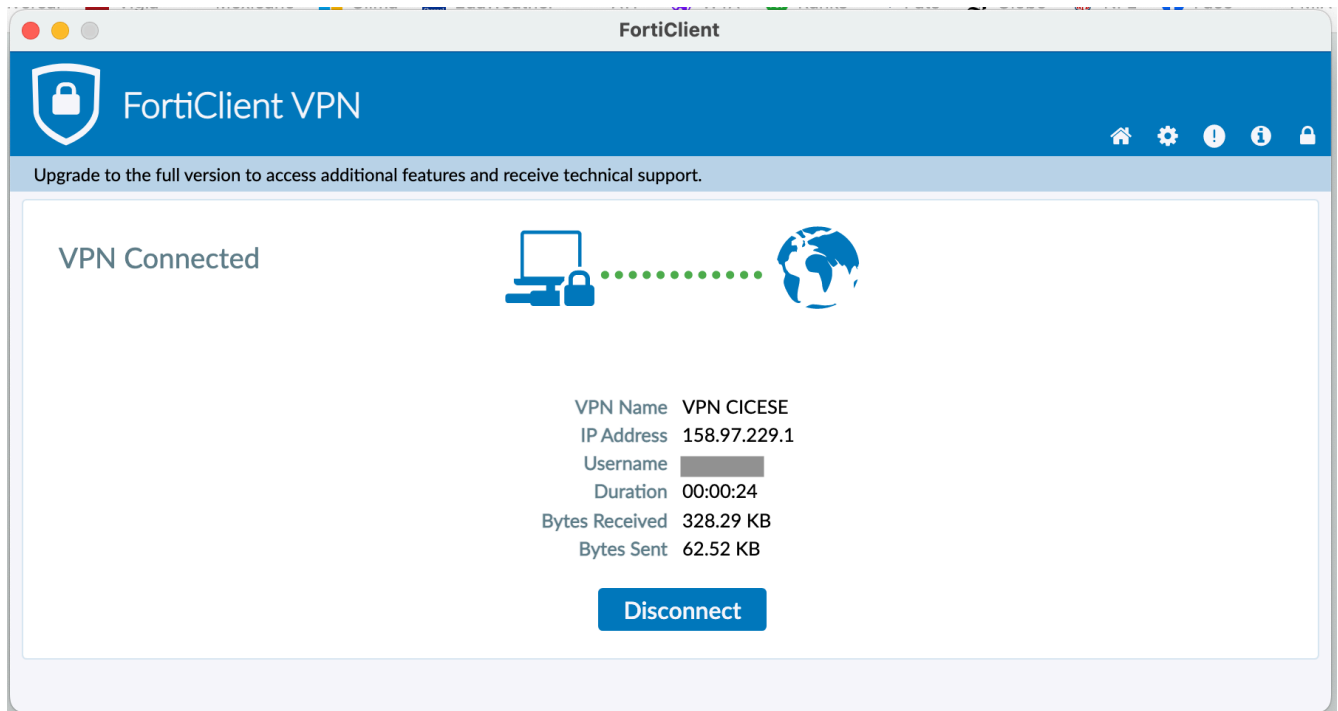 FortiClient
FortiClient VPN
Upgrade to the full version to access additional features and receive technical support.
VPN Connected
VPN Name VPN CICESE
IP Address 158.97.229.1
Username
Duration 00:00:24
Bytes Received 328.29 KB
Bytes Sent 62.52 KB
Disconnect